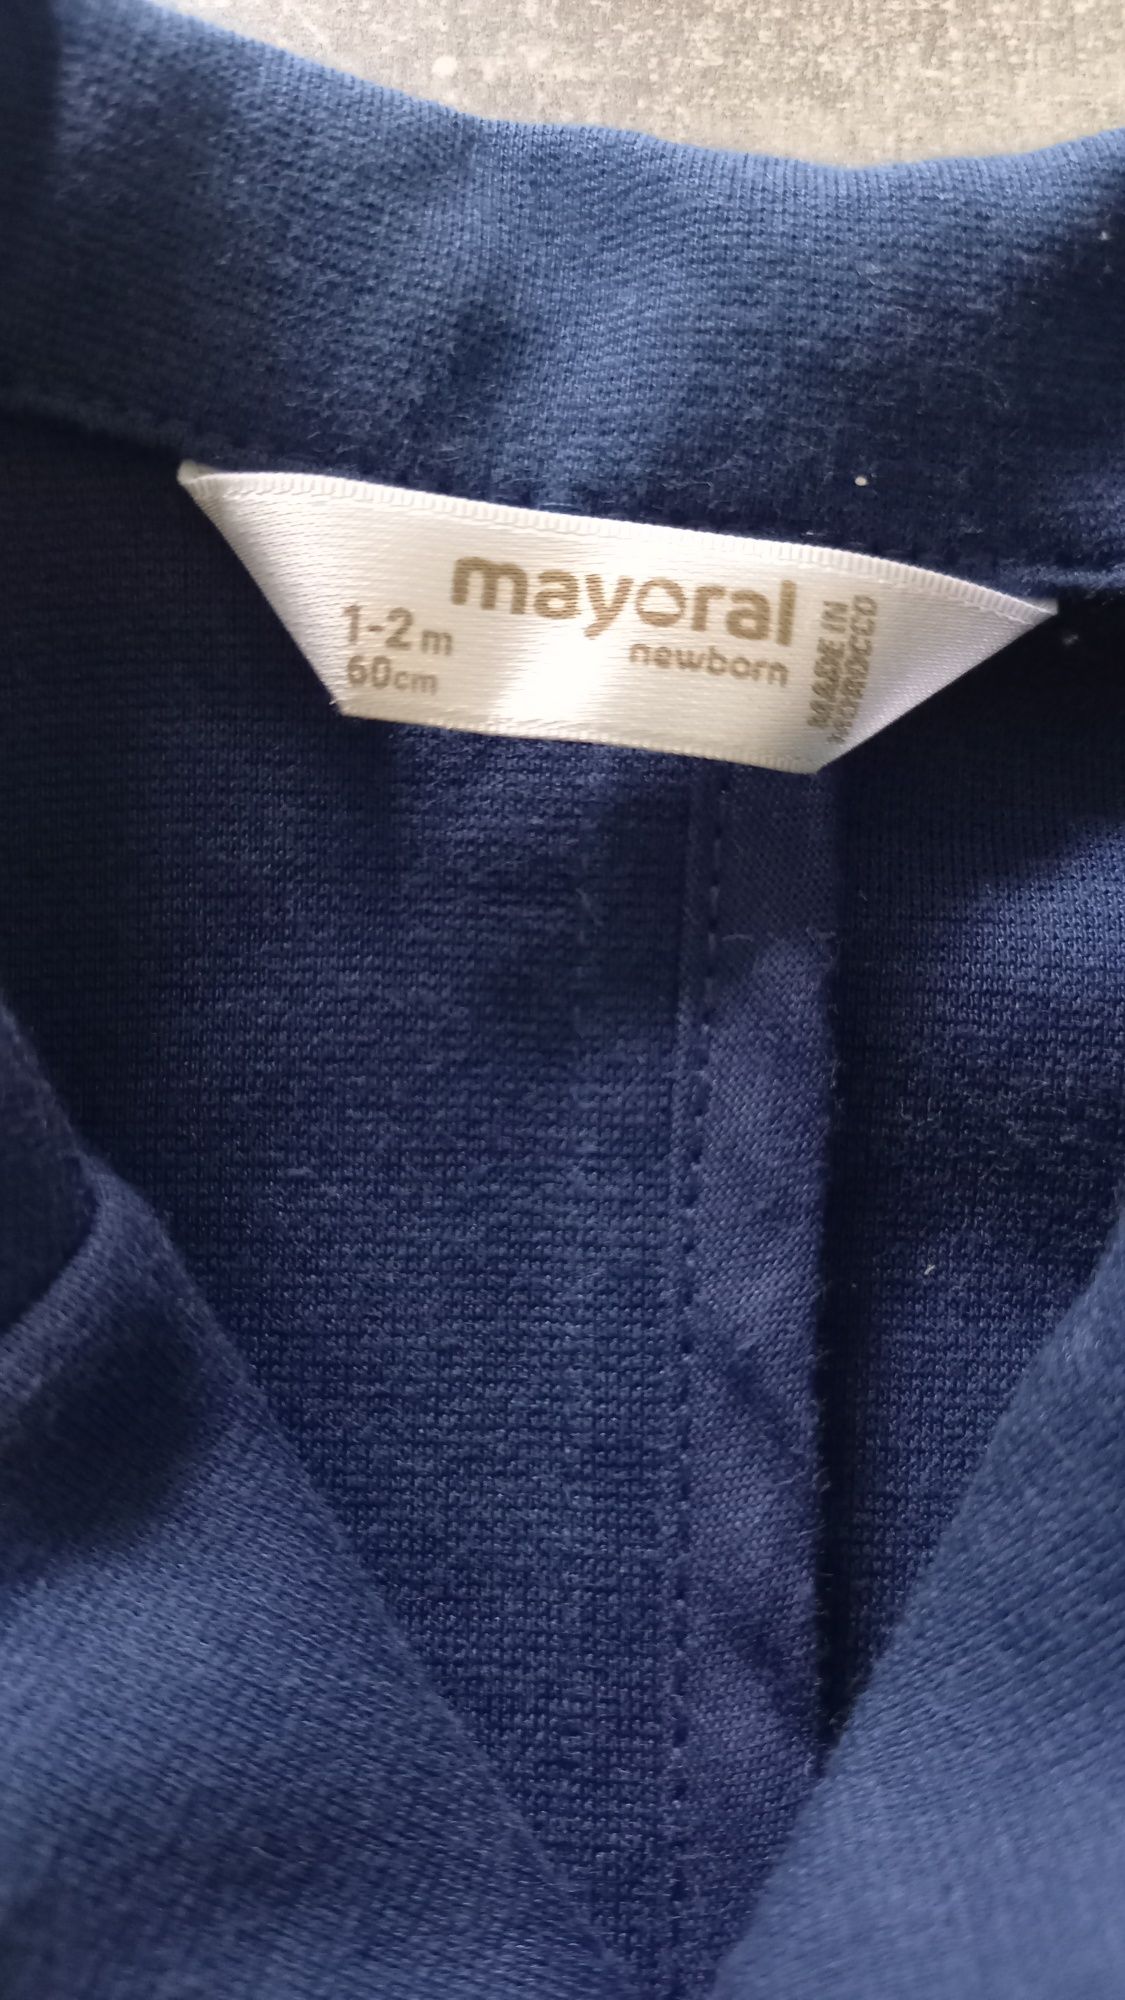 mayoral
newborn
1-2 m
60cm
MADE IN
MOROCCO